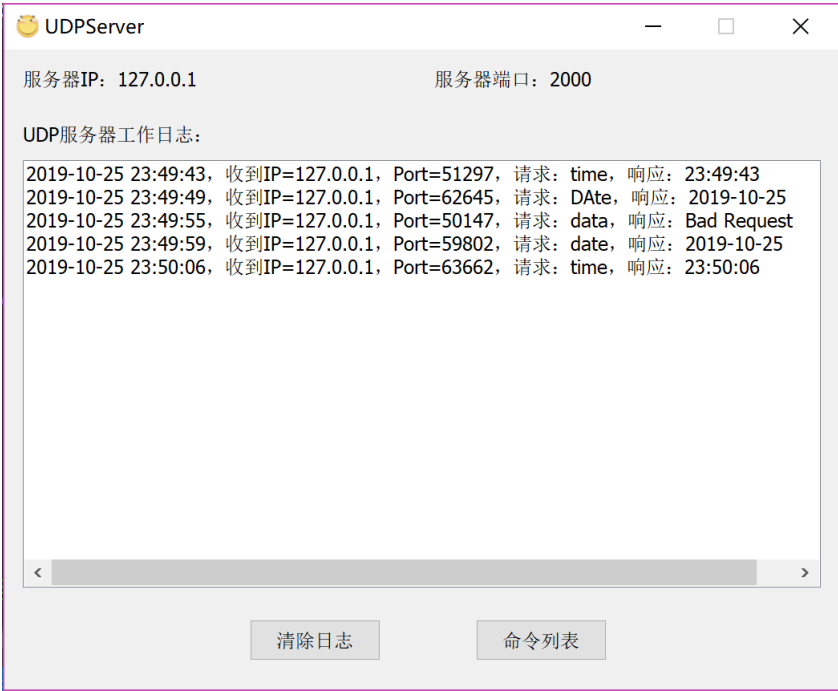 UDPServer
服务器IP：127.0.0.1 服务器端口：2000
UDP服务器工作日志：
2019-10-25 23:49:43，收到IP=127.0.0.1，Port=51297，请求：time，响应：23:49:43
2019-10-25 23:49:49，收到IP=127.0.0.1，Port=62645，请求：DAte，响应：2019-10-25
2019-10-25 23:49:55，收到IP=127.0.0.1，Port=50147，请求：data，响应：Bad Request
2019-10-25 23:49:59，收到IP=127.0.0.1，Port=59802，请求：date，响应：2019-10-25
2019-10-25 23:50:06，收到IP=127.0.0.1，Port=63662，请求：time，响应：23:50:06
清除日志 命令列表